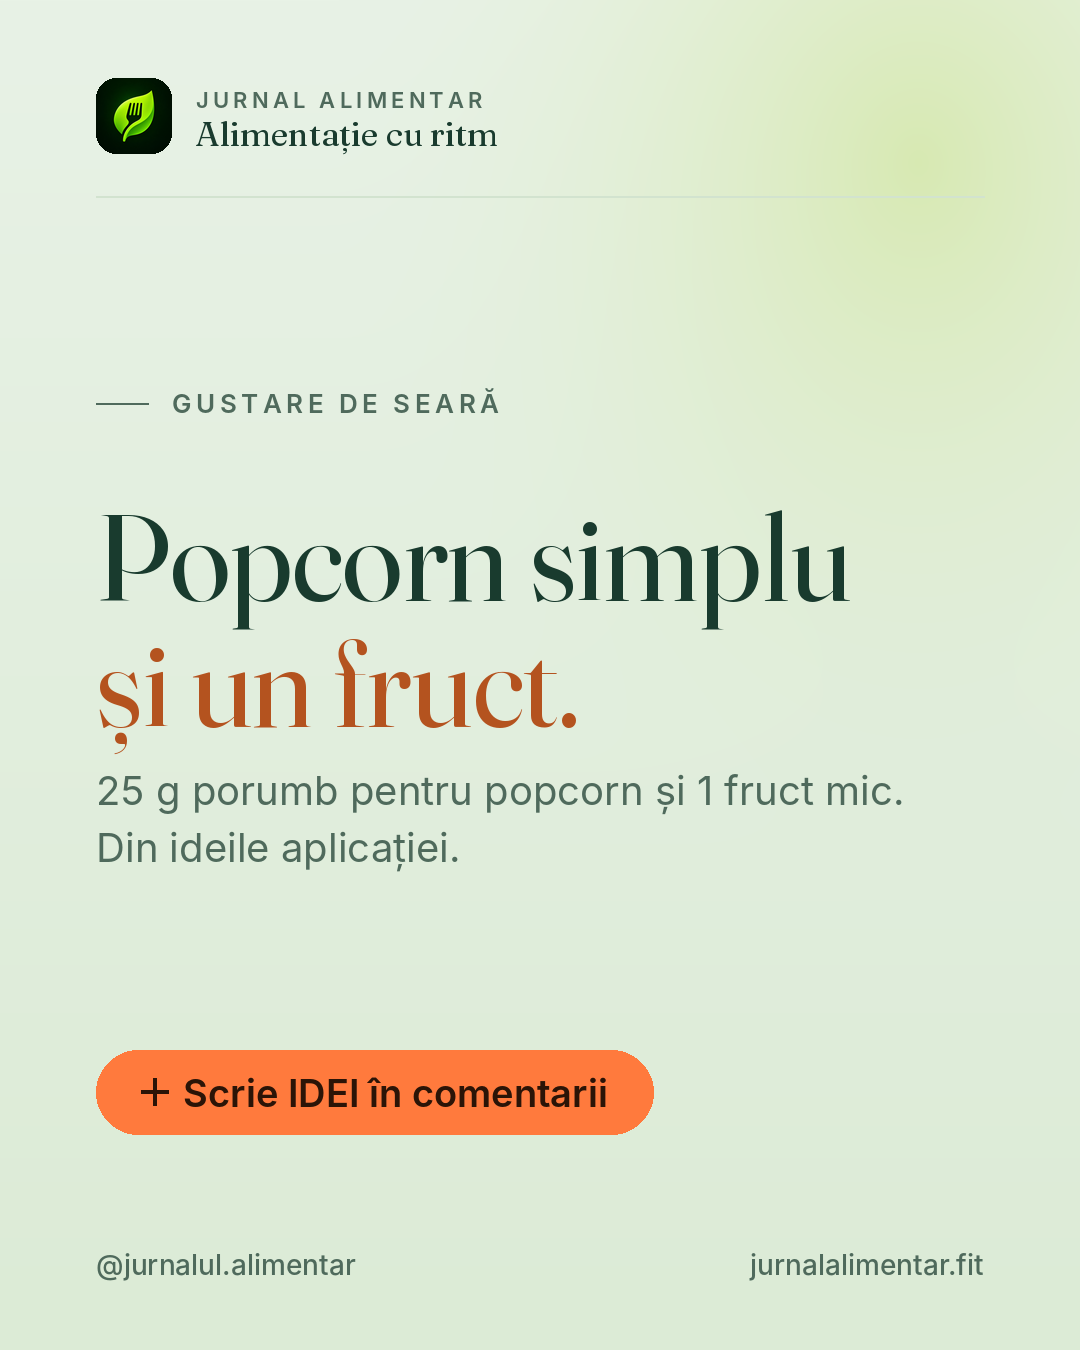 JURNAL ALIMENTAR
Alimentație cu ritm
GUSTARE DE SEARĂ
Popcorn simplu
și un fruct.
25 g porumb pentru popcorn și 1 fruct mic.
Din ideile aplicației.
+ Scrie IDEI în comentarii
@jurnalul.alimentar
jurnalalimentar.fit